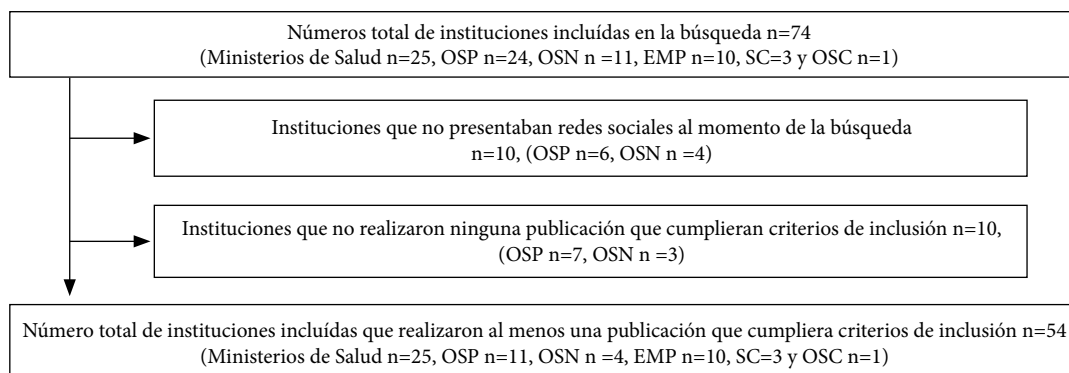 Números total de instituciones incluídas en la búsqueda n=74
(Ministerios de Salud n=25, OSP n=24, OSN n =11, EMP n=10, SC=3 y OSC n=1)
Instituciones que no presentaban redes sociales al momento de la búsqueda
n=10, (OSP n=6, OSN n =4)
Instituciones que no realizaron ninguna publicación que cumplieran criterios de inclusión n=10,
(OSP n=7, OSN n =3)
Número total de instituciones incluídas que realizaron al menos una publicación que cumpliera criterios de inclusión n=54
(Ministerios de Salud n=25, OSP n=11, OSN n =4, EMP n=10, SC=3 y OSC n=1)